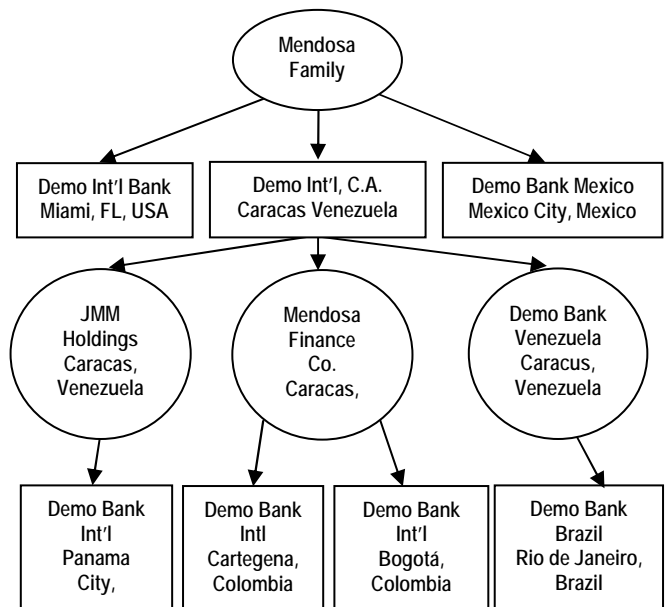 Mendosa
Family
Demo Int'l Bank
Miami, FL, USA
Demo Int'l, C.A.
Caracas Venezuela
Demo Bank Mexico
Mexico City, Mexico
JMM
Holdings
Caracas,
Venezuela
Mendosa
Finance
Co.
Caracas,
Demo Bank
Venezuela
Caracus,
Venezuela
Demo Bank
Int'l
Panama
City,
Demo Bank
Intl
Cartegena,
Colombia
Demo Bank
Int'l
Bogotá,
Colombia
Demo Bank
Brazil
Rio de Janeiro,
Brazil